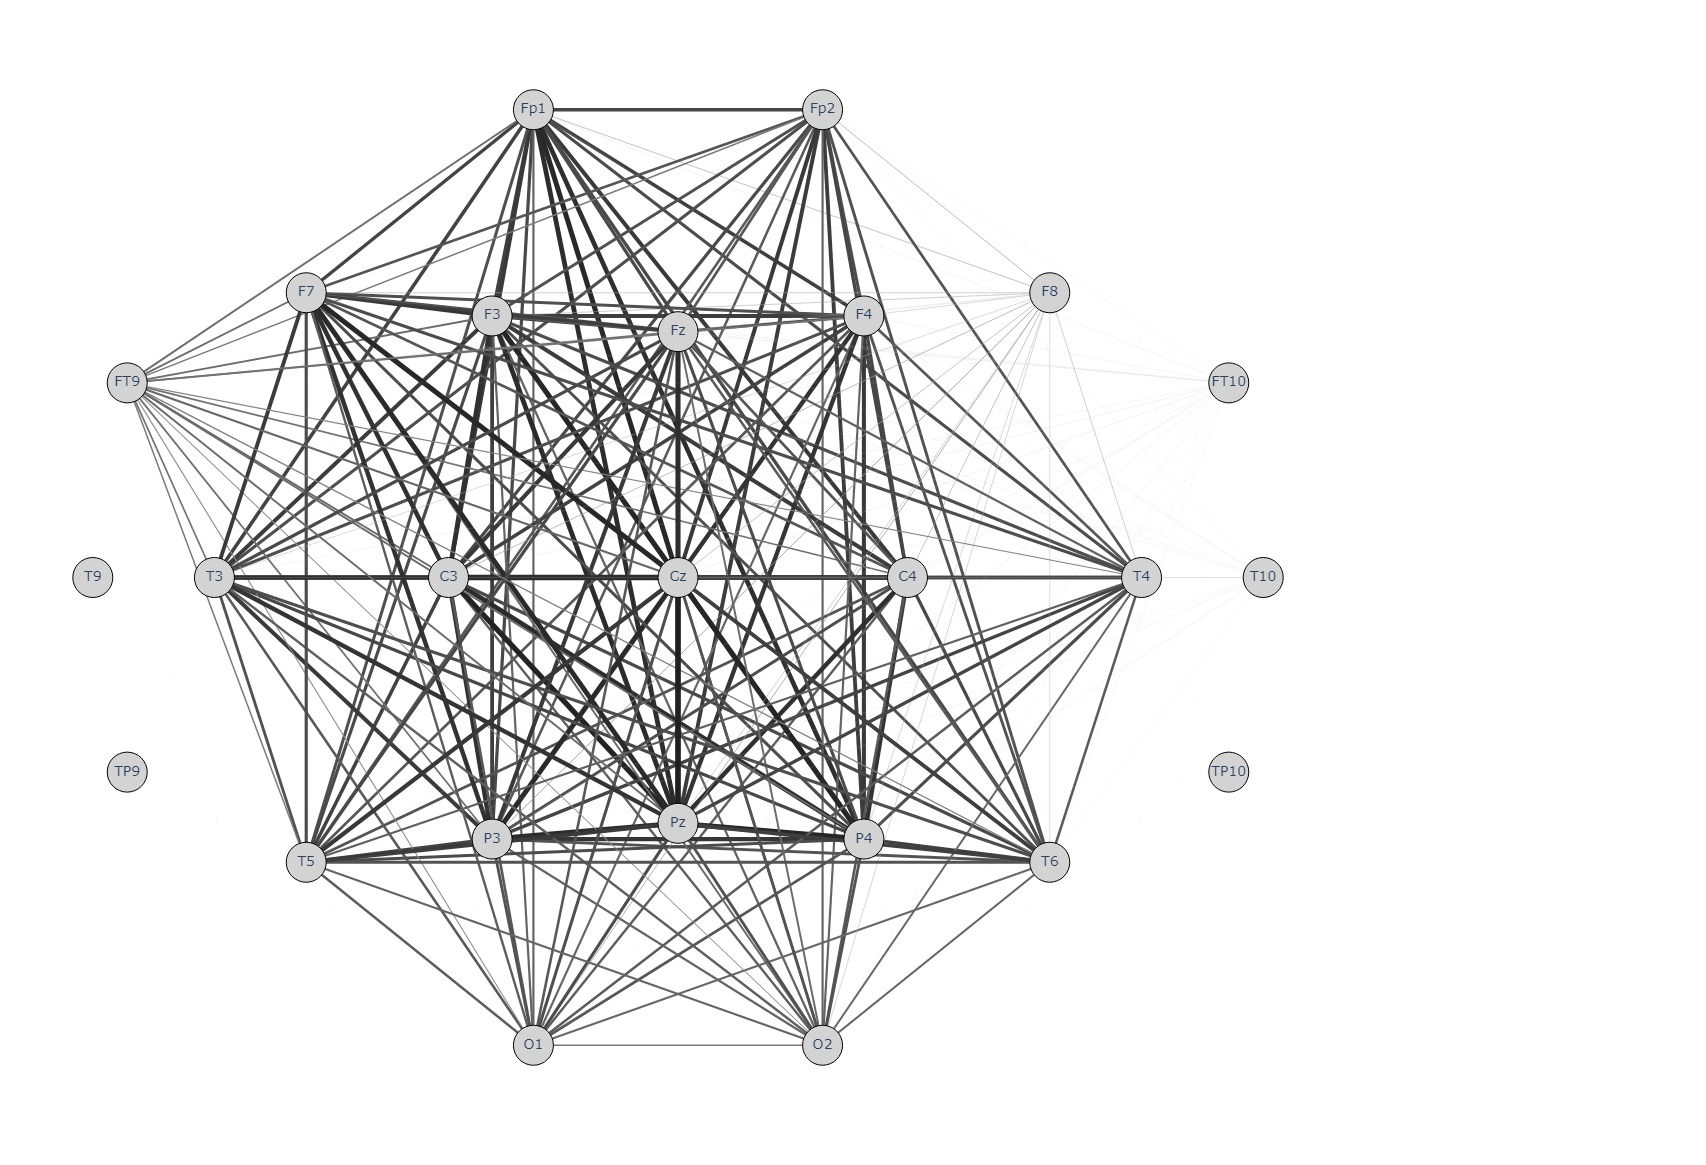 Fp1 Fp2
F7 F3 Fz F4 F8
FT9 FT10
T9 T3 C3 Cz C4 T4 T10
TP9 TP10
T5 P3 Pz P4 T6
O1 O2